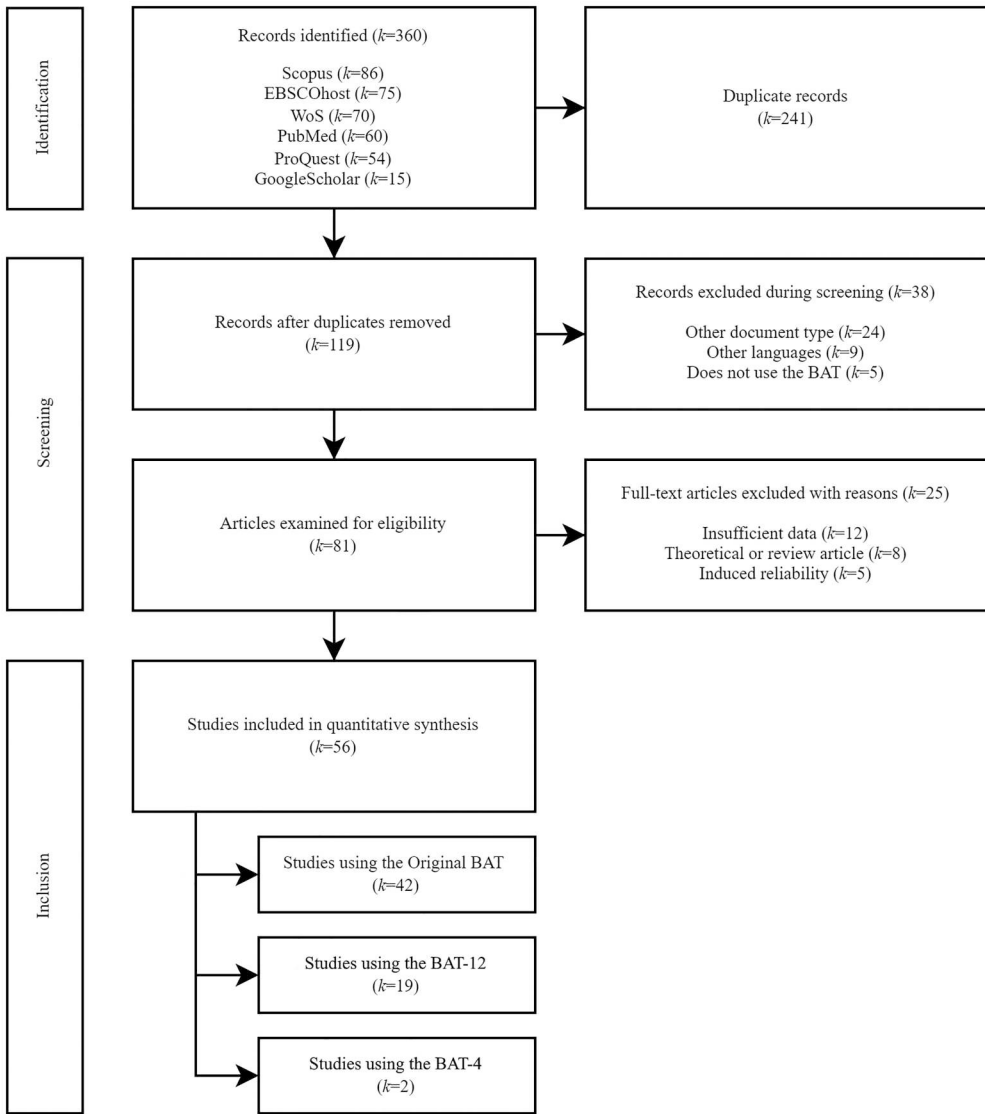 Identification
Records identified (k=360)
Scopus (k=86)
EBSCOhost (k=75)
WoS (k=70)
PubMed (k=60)
ProQuest (k=54)
GoogleScholar (k=15)
Duplicate records
(k=241)
Screening
Records after duplicates removed
(k=119)
Records excluded during screening (k=38)
Other document type (k=24)
Other languages (k=9)
Does not use the BAT (k=5)
Articles examined for eligibility
(k=81)
Full-text articles excluded with reasons (k=25)
Insufficient data (k=12)
Theoretical or review article (k=8)
Induced reliability (k=5)
Inclusion
Studies included in quantitative synthesis
(k=56)
Studies using the Original BAT
(k=42)
Studies using the BAT-12
(k=19)
Studies using the BAT-4
(k=2)